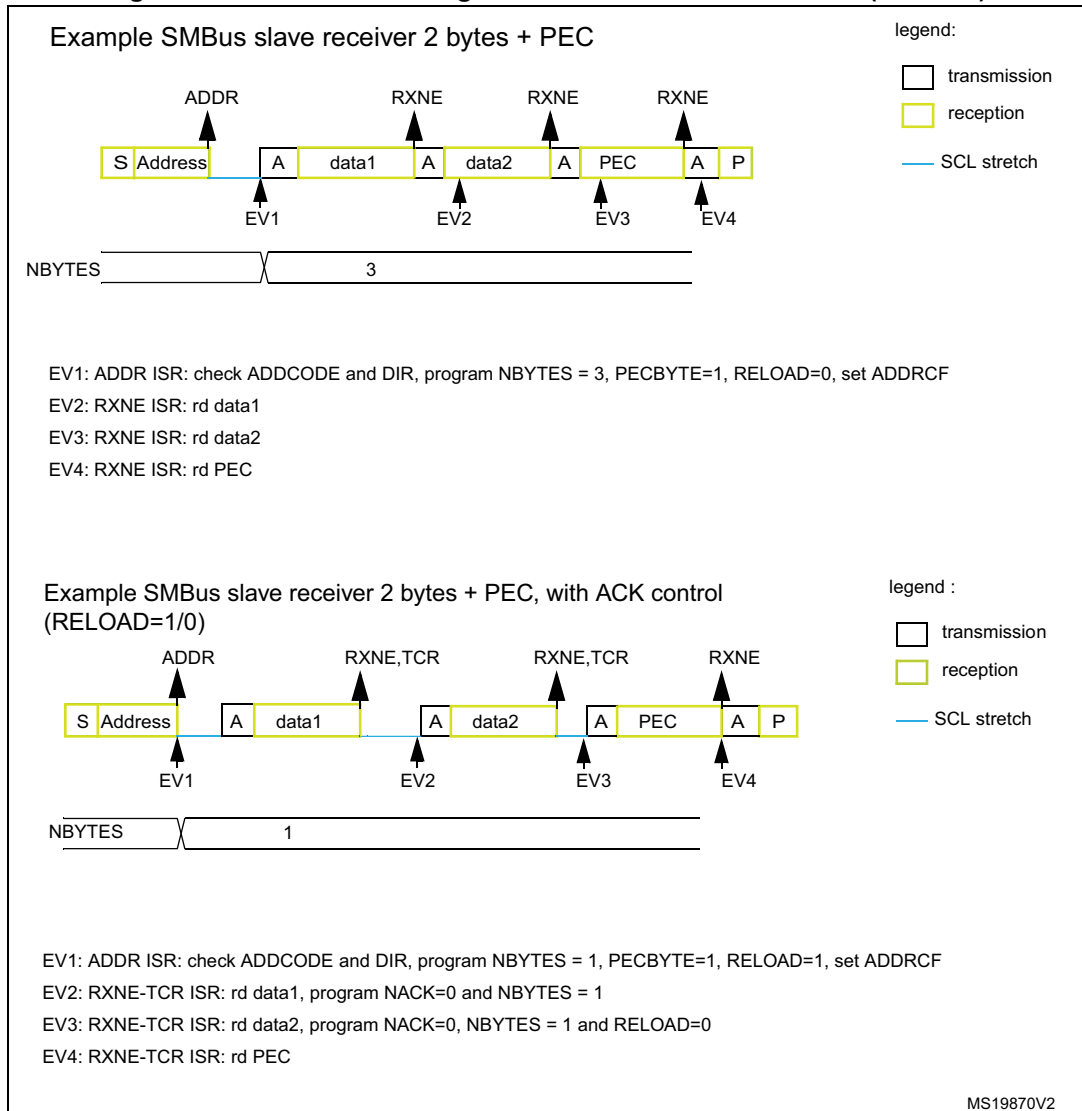 Example SMBus slave receiver 2 bytes + PEC
legend:
transmission
reception
SCL stretch
ADDR RXNE RXNE RXNE
S Address A data1 A data2 A PEC A P
EV1 EV2 EV3 EV4
NBYTES 3
EV1: ADDR ISR: check ADDCODE and DIR, program NBYTES = 3, PECBYTE=1, RELOAD=0, set ADDRCF
EV2: RXNE ISR: rd data1
EV3: RXNE ISR: rd data2
EV4: RXNE ISR: rd PEC
Example SMBus slave receiver 2 bytes + PEC, with ACK control
(RELOAD=1/0)
legend :
transmission
reception
SCL stretch
ADDR RXNE,TCR RXNE,TCR RXNE
S Address A data1 A data2 A PEC A P
EV1 EV2 EV3 EV4
NBYTES 1
EV1: ADDR ISR: check ADDCODE and DIR, program NBYTES = 1, PECBYTE=1, RELOAD=1, set ADDRCF
EV2: RXNE-TCR ISR: rd data1, program NACK=0 and NBYTES = 1
EV3: RXNE-TCR ISR: rd data2, program NACK=0, NBYTES = 1 and RELOAD=0
EV4: RXNE-TCR ISR: rd PEC
MS19870V2